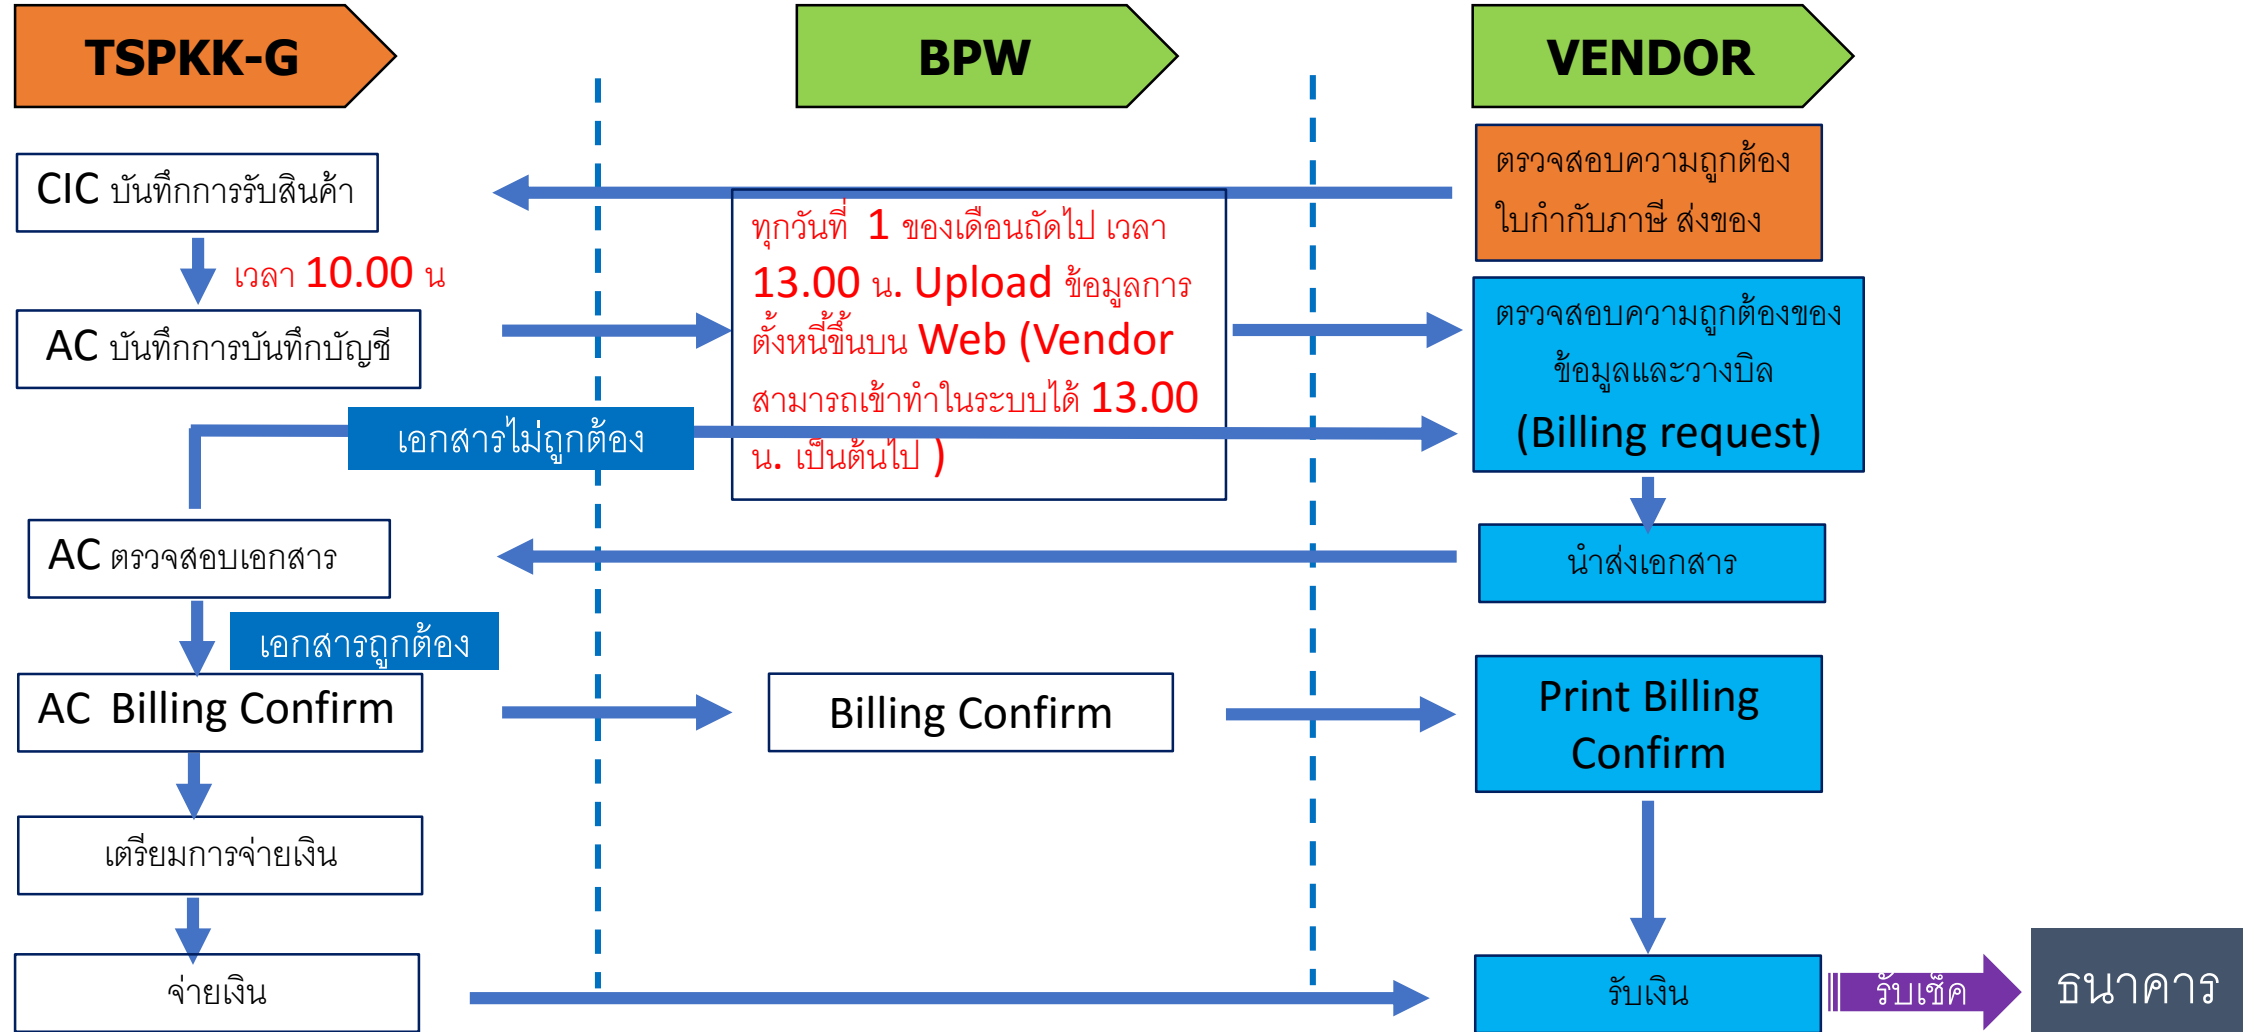 TSPKK-G
BPW
VENDOR
CIC บันทึกการรับสินค้า
ตรวจสอบความถูกต้อง
ใบกำกับภาษี ส่งของ
เวลา 10.00 น
ทุกวันที่ 1 ของเดือนถัดไป เวลา
13.00 น. Upload ข้อมูลการ
ตั้งหนี้ขึ้นบน Web (Vendor
สามารถเข้าทำในระบบได้ 13.00
น. เป็นต้นไป )
AC บันทึกการบันทึกบัญชี
ตรวจสอบความถูกต้องของ
ข้อมูลและวางบิล
(Billing request)
เอกสารไม่ถูกต้อง
AC ตรวจสอบเอกสาร
นำส่งเอกสาร
เอกสารถูกต้อง
AC Billing Confirm
Billing Confirm
Print Billing
Confirm
เตรียมการจ่ายเงิน
จ่ายเงิน
รับเงิน
รับเช็ค
ธนาคาร